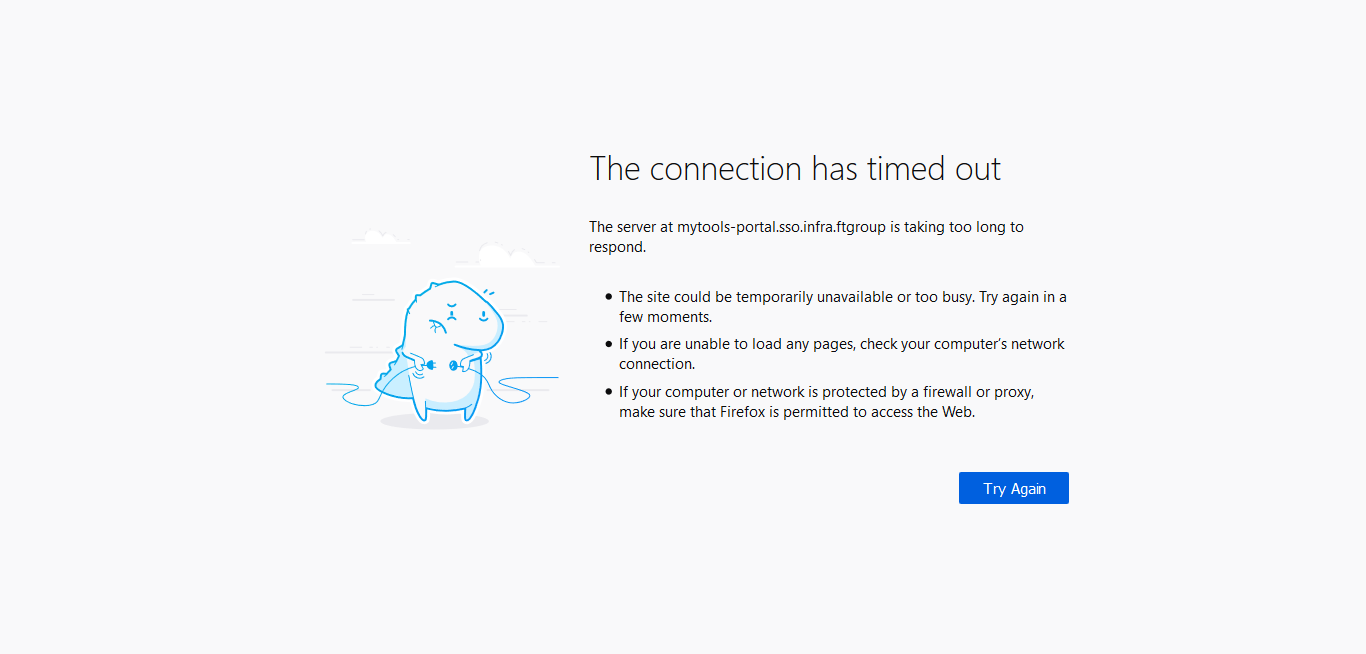 The connection has timed out
The server at mytools-portal.sso.infra.ftgroup is taking too long to
respond.
The site could be temporarily unavailable or too busy. Try again in a
few moments.
If you are unable to load any pages, check your computer’s network
connection.
If your computer or network is protected by a firewall or proxy,
make sure that Firefox is permitted to access the Web.
Try Again